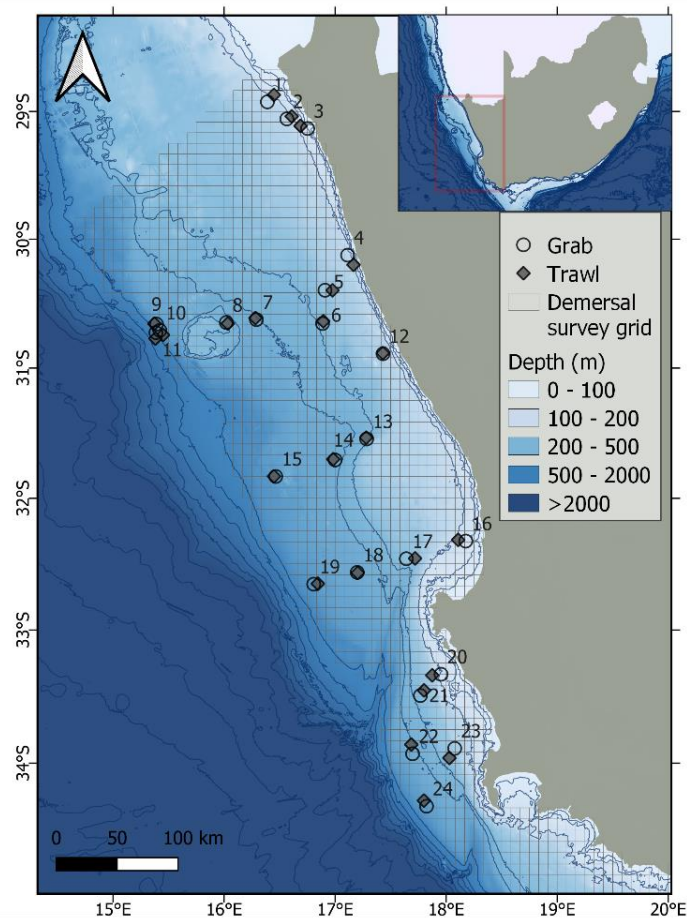 1
29°S
2
3
30°S
4
5
9
10
8
7
6
11
31°S
12
13
14
15
32°S
16
17
18
19
33°S
20
21
22
23
34°S
24
0 50 100 km
15°E 16°E 17°E 18°E 19°E 20°E
Grab
Trawl
Demersal
survey grid
Depth (m)
0 - 100
100 - 200
200 - 500
500 - 2000
>2000